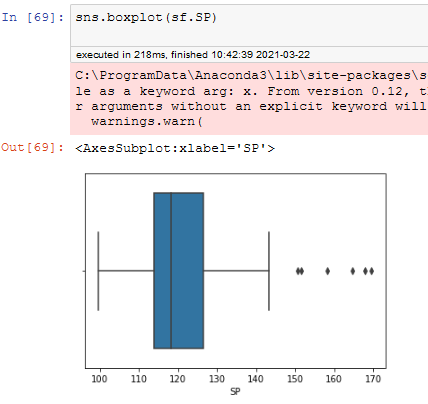 In [69]: sns.boxplot(sf.SP)
executed in 218ms, finished 10:42:39 2021-03-22
C:\ProgramData\Anaconda3\lib\site-packages\s
le as a keyword arg: x. From version 0.12, t
r arguments without an explicit keyword will
warnings.warn(
Out[69]: <AxesSubplot:xlabel='SP'>
100 110 120 130 140 150 160 170
SP